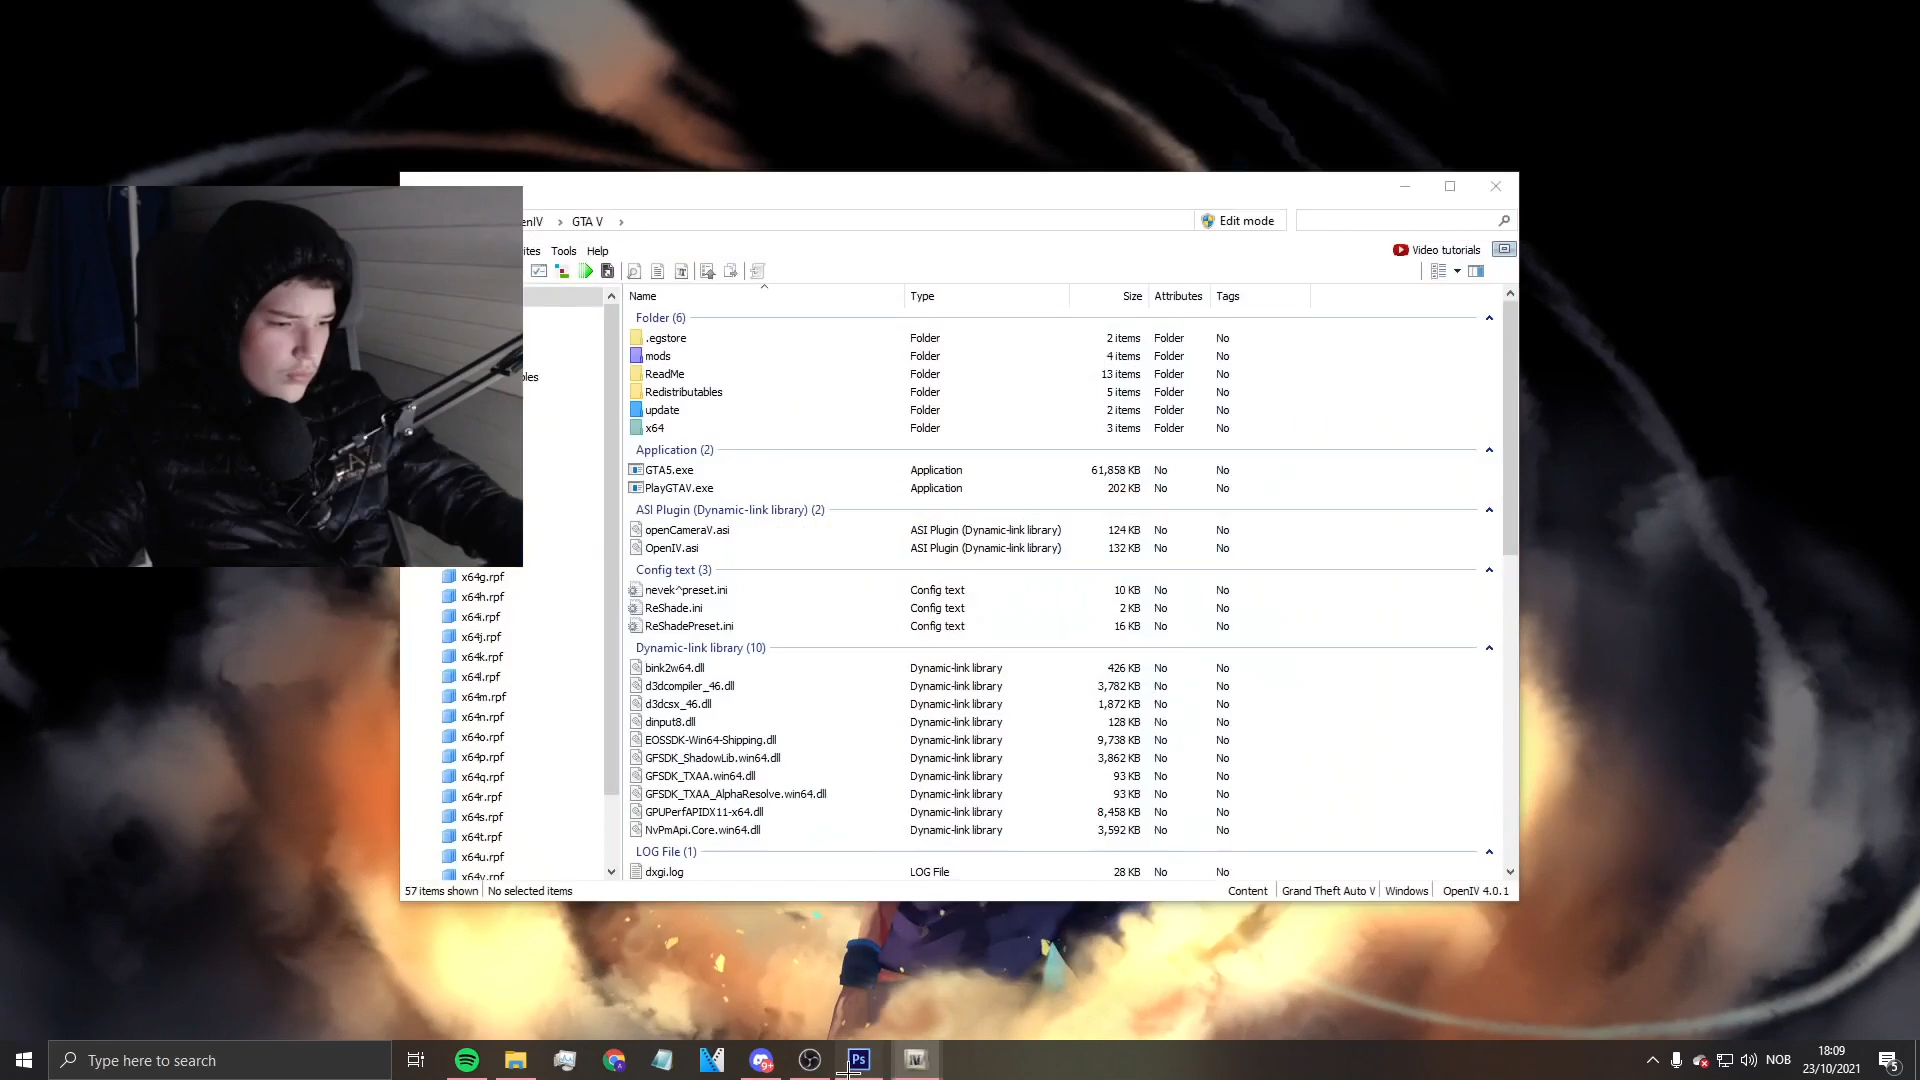 enIV > GTA V >
Edit mode
ites Tools Help
Video tutorials
Name Type Size Attributes Tags
Folder (6)
.egstore Folder 2 items Folder No
mods Folder 4 items Folder No
ReadMe Folder 13 items Folder No
Redistributables Folder 5 items Folder No
update Folder 2 items Folder No
x64 Folder 3 items Folder No
Application (2)
GTA5.exe Application 61,858 KB No No
PlayGTAV.exe Application 202 KB No No
ASI Plugin (Dynamic-link library) (2)
openCameraV.asi ASI Plugin (Dynamic-link library) 124 KB No No
OpenIV.asi ASI Plugin (Dynamic-link library) 132 KB No No
Config text (3)
nevek^preset.ini Config text 10 KB No No
ReShade.ini Config text 2 KB No No
ReShadePreset.ini Config text 16 KB No No
Dynamic-link library (10)
bink2w64.dll Dynamic-link library 426 KB No No
d3dcompiler_46.dll Dynamic-link library 3,782 KB No No
d3dcsx_46.dll Dynamic-link library 1,872 KB No No
dinput8.dll Dynamic-link library 128 KB No No
EOSSDK-Win64-Shipping.dll Dynamic-link library 9,738 KB No No
GFSDK_ShadowLib.win64.dll Dynamic-link library 3,862 KB No No
GFSDK_TXAA.win64.dll Dynamic-link library 93 KB No No
GFSDK_TXAA_AlphaResolve.win64.dll Dynamic-link library 93 KB No No
GPUPerfAPIDX11-x64.dll Dynamic-link library 8,458 KB No No
NvPmApi.Core.win64.dll Dynamic-link library 3,592 KB No No
LOG File (1)
dxgi.log LOG File 28 KB No No
bles
x64g.rpf
x64h.rpf
x64i.rpf
x64j.rpf
x64k.rpf
x64l.rpf
x64m.rpf
x64n.rpf
x64o.rpf
x64p.rpf
x64q.rpf
x64r.rpf
x64s.rpf
x64t.rpf
x64u.rpf
x64v.rpf
57 items shown No selected items
Content Grand Theft Auto V Windows OpenIV 4.0.1
Type here to search
9+
Ps
IV
NOB
18:09
23/10/2021
5